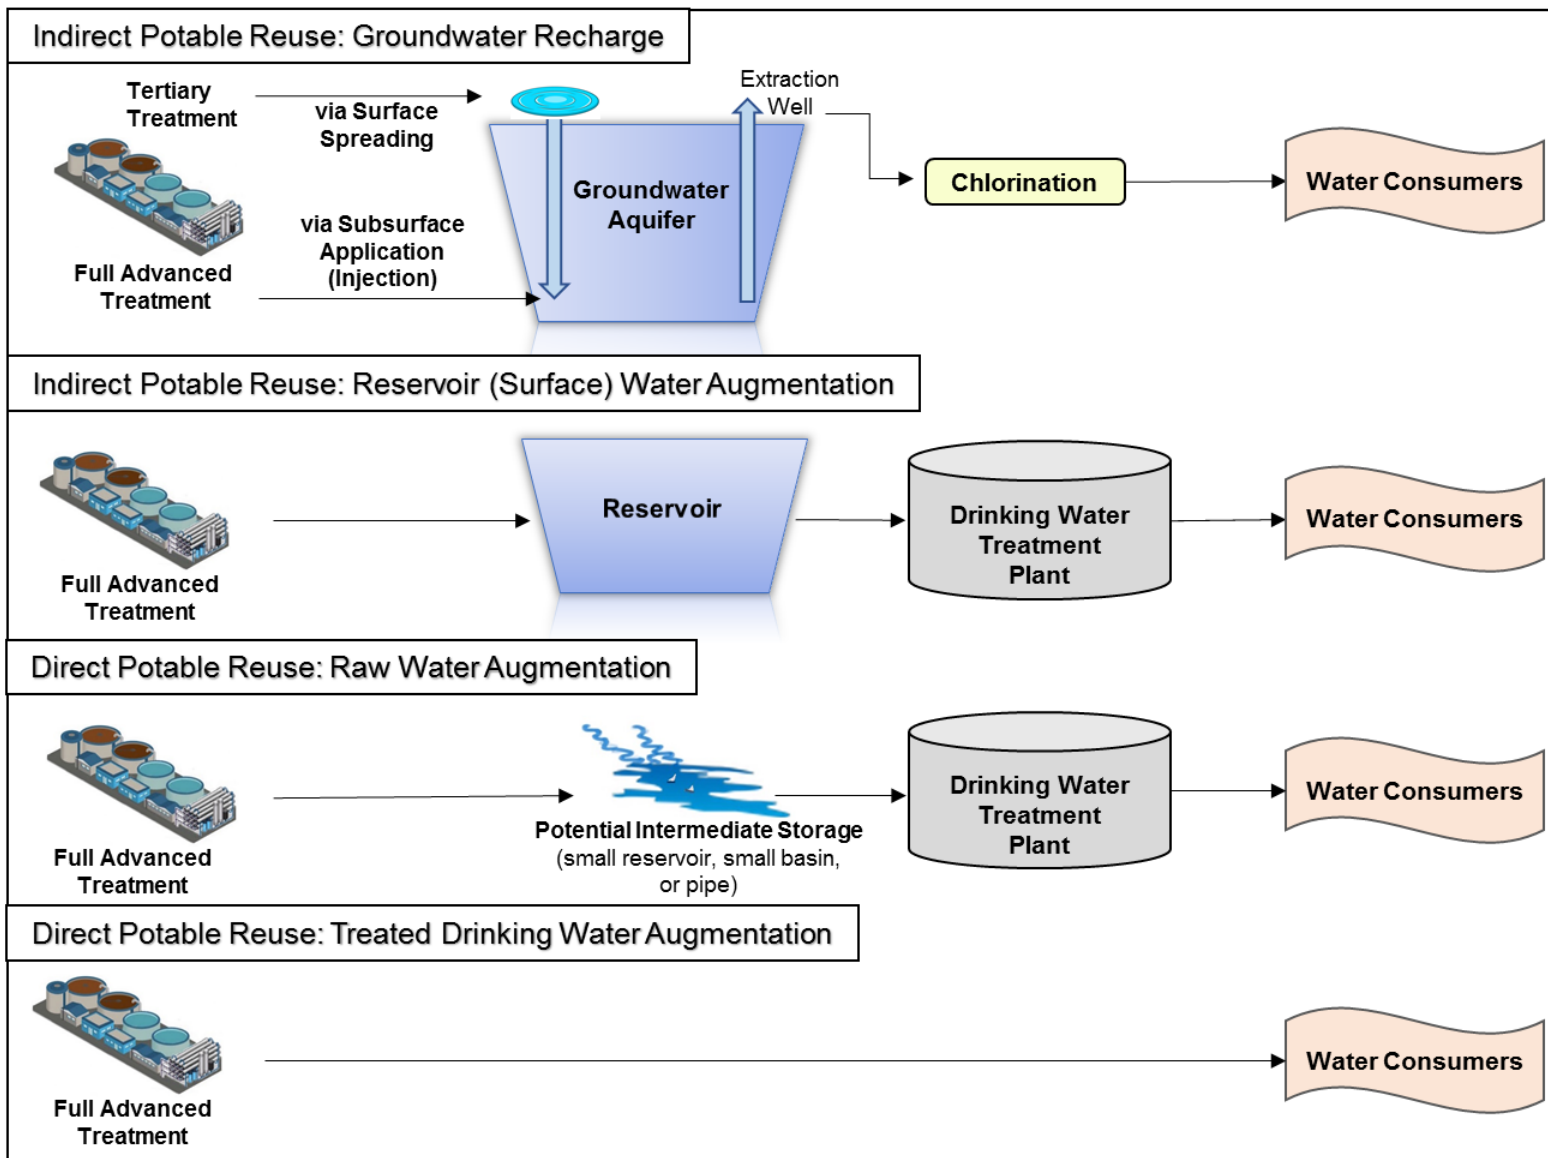 Indirect Potable Reuse: Groundwater Recharge
Tertiary
Treatment
via Surface
Spreading
Extraction
Well
Groundwater
Aquifer
Chlorination
Water Consumers
via Subsurface
Application
(Injection)
Full Advanced
Treatment
Indirect Potable Reuse: Reservoir (Surface) Water Augmentation
Full Advanced
Treatment
Reservoir
Drinking Water
Treatment
Plant
Water Consumers
Direct Potable Reuse: Raw Water Augmentation
Full Advanced
Treatment
Potential Intermediate Storage
(small reservoir, small basin,
or pipe)
Drinking Water
Treatment
Plant
Water Consumers
Direct Potable Reuse: Treated Drinking Water Augmentation
Full Advanced
Treatment
Water Consumers